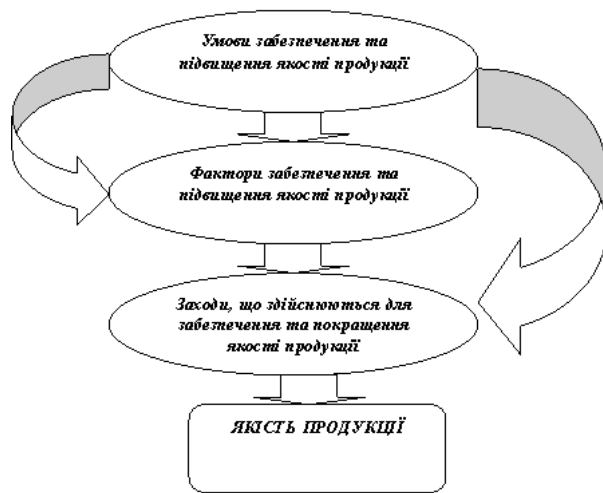 Умови забезпечення та
підвищення якості продукції
Фактори забезпечення та
підвищення якості продукції
Заходи, що здійснюються для
забезпечення та покращення
якості продукції
ЯКІСТЬ ПРОДУКЦІЇ